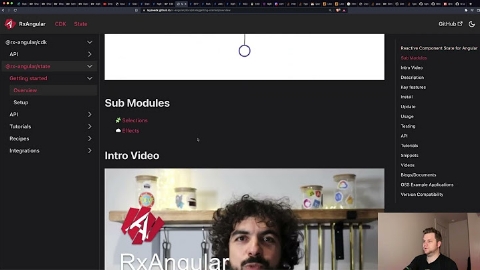 RxAngular CDK State GitHub
@rx-angular/cdk
API
@rx-angular/state
Getting started
Overview
Setup
API
Tutorials
Recipes
Integrations
Sub Modules
Selections
Effects
Intro Video
RxAngular
Reactive Component State for Angular
Sub Modules
Intro Video
Description
Key features
Install
Update
Usage
Testing
API
Tutorials
Snippets
Videos
Blogs/Documents
OSS Example Applications
Version Compatibility